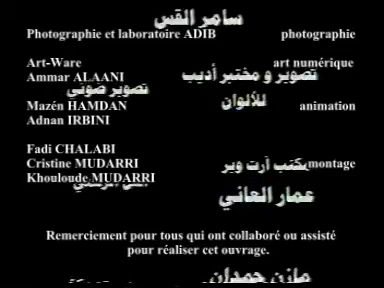 سامر القس
Photographie et laboratoire ADIB photographie
Art-Ware art numérique
Ammar ALAANI تصوير و مختبر أديب
تصوير ضوئي
Mazén HAMDAN للألوان animation
Adnan IRBINI
Fadi CHALABI
Cristine MUDARRI مكتب آرت وير montage
Khouloude MUDARRI
عمار العاني
Remerciement pour tous qui ont collaboré ou assisté
pour réaliser cet ouvrage.
مازن حمدان